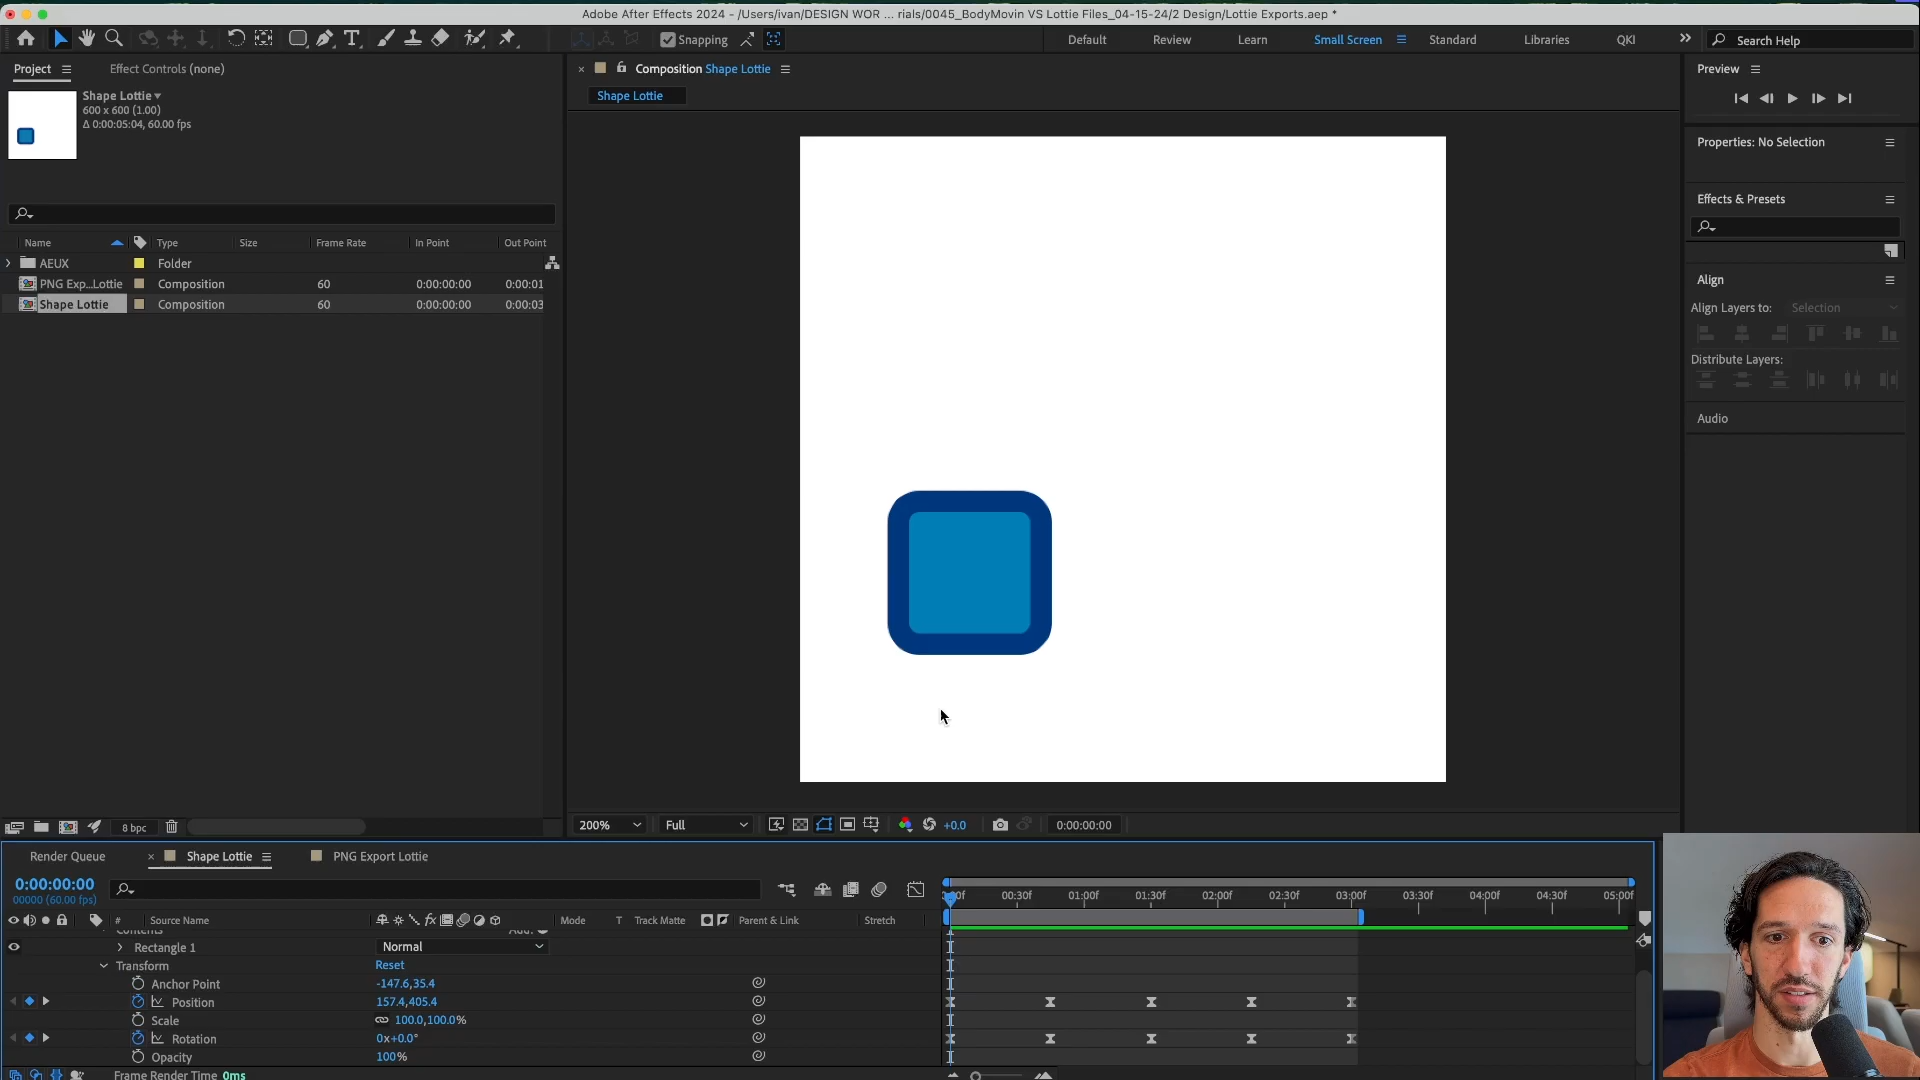 Adobe After Effects 2024 - /Users/ivan/DESIGN WOR ... rials/0045_BodyMovin VS Lottie Files_04-15-24/2 Design/Lottie Exports.aep *
Snapping
Default
Review
Learn
Small Screen
Standard
Libraries
QKI
Search Help
Project
Effect Controls (none)
Shape Lottie
600 x 600 (1.00)
Δ 0:00:05:04, 60.00 fps
Name
Type
Size
Frame Rate
In Point
Out Point
AEUX
Folder
PNG Exp...Lottie
Composition
60
0:00:00:00
0:00:01
Shape Lottie
Composition
60
0:00:00:00
0:00:03
8 bpc
Composition Shape Lottie
Shape Lottie
200%
Full
+0.0
0:00:00:00
Preview
Properties: No Selection
Effects & Presets
Align
Align Layers to:
Selection
Distribute Layers:
Audio
Render Queue
Shape Lottie
PNG Export Lottie
0:00:00:00
00000 (60.00 fps)
00:30f
01:00f
01:30f
02:00f
02:30f
03:00f
03:30f
04:00f
04:30f
05:00f
#
Source Name
Mode
T
Track Matte
Parent & Link
Stretch
Rectangle 1
Normal
Transform
Reset
Anchor Point
-147.6,35.4
Position
157.4,405.4
Scale
100.0,100.0%
Rotation
0x+0.0°
Opacity
100%
Frame Render Time 0ms